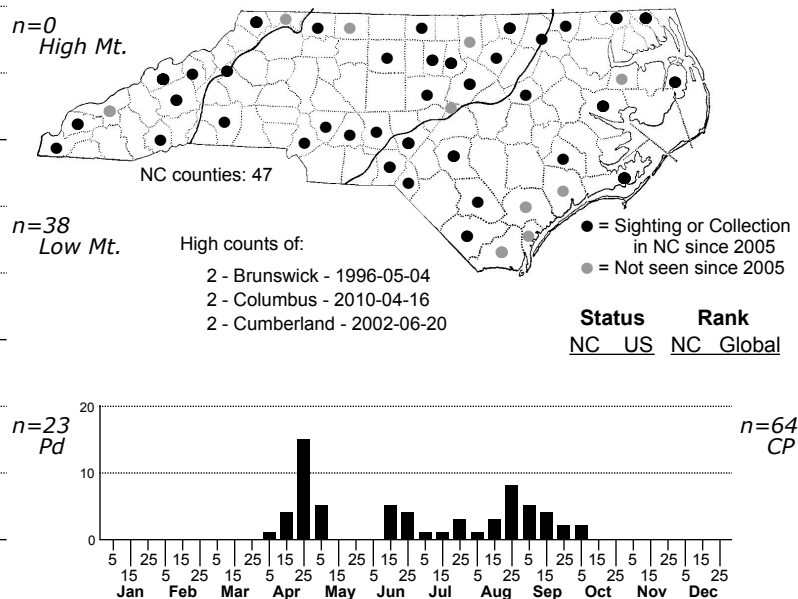 n=0
High Mt.
NC counties: 47
n=38
Low Mt.
High counts of:
2 - Brunswick - 1996-05-04
2 - Columbus - 2010-04-16
2 - Cumberland - 2002-06-20
= Sighting or Collection
in NC since 2005
= Not seen since 2005
Status Rank
NC US NC Global
n=23
Pd
n=64
CP
20
10
0
5 25 15 5 25 15 5 25 15 5 25 15 5 25 15 5 25 15
15 5 25 15 5 25 15 5 25 15 5 25 15 5 25 15 5 25
Jan Feb Mar Apr May Jun Jul Aug Sep Oct Nov Dec